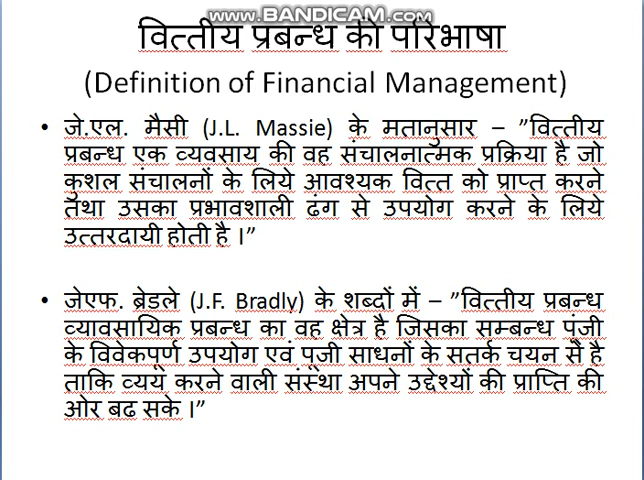 www.BANDICAM.com
वित्तीय प्रबन्ध की परिभाषा
(Definition of Financial Management)
• जे.एल. मैसी (J.L. Massie) के मतानुसार – ”वित्तीय
प्रबन्ध एक व्यवसाय की वह संचालनात्मक प्रक्रिया है जो
कुशल संचालनों के लिये आवश्यक वित्त को प्राप्त करने
तथा उसका प्रभावशाली ढंग से उपयोग करने के लिये
उत्तरदायी होती है ।”
• जेएफ. ब्रेडले (J.F. Bradly) के शब्दों में – ”वित्तीय प्रबन्ध
व्यावसायिक प्रबन्ध का वह क्षेत्र है जिसका सम्बन्ध पूंजी
के विवेकपूर्ण उपयोग एवं पूंजी साधनों के सतर्क चयन से है
ताकि व्यय करने वाली संस्था अपने उद्देश्यों की प्राप्ति की
ओर बढ सके ।”